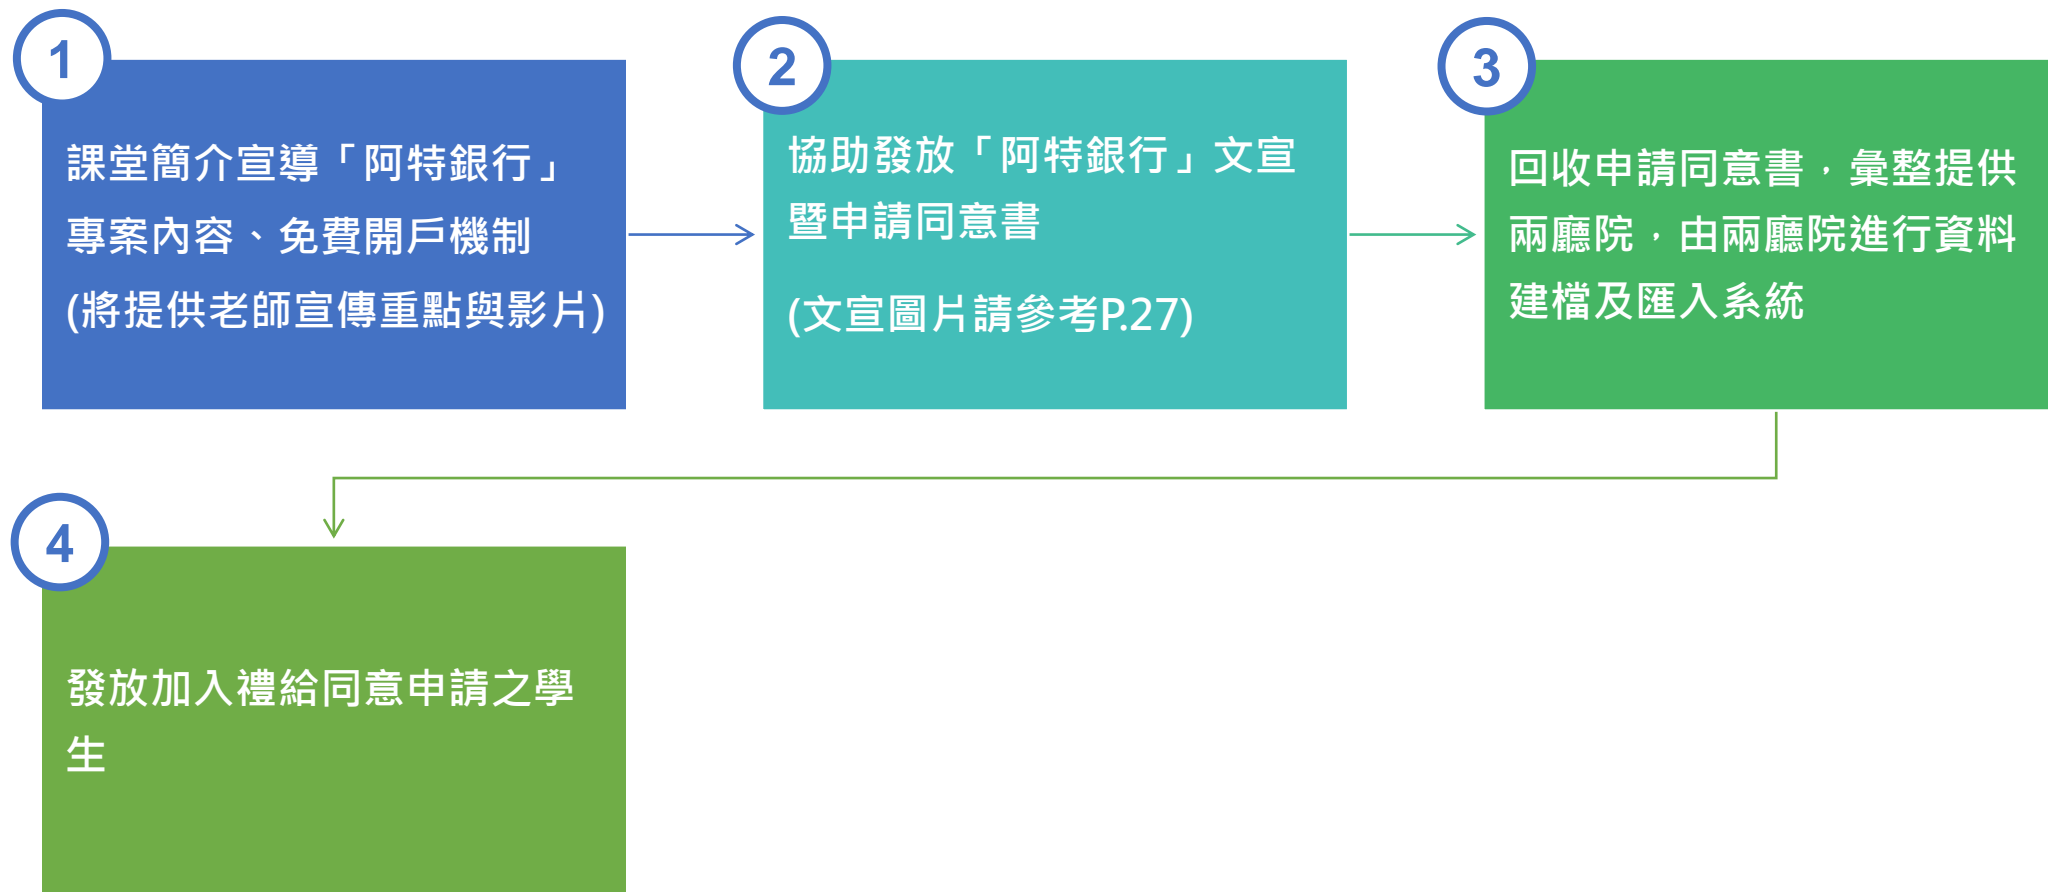 1
課堂簡介宣導「阿特銀行」
專案內容、免費開戶機制
(將提供老師宣傳重點與影片)
2
協助發放「阿特銀行」文宣
暨申請同意書
(文宣圖片請參考P.27)
3
回收申請同意書，彙整提供
兩廳院，由兩廳院進行資料
建檔及匯入系統
4
發放加入禮給同意申請之學
生